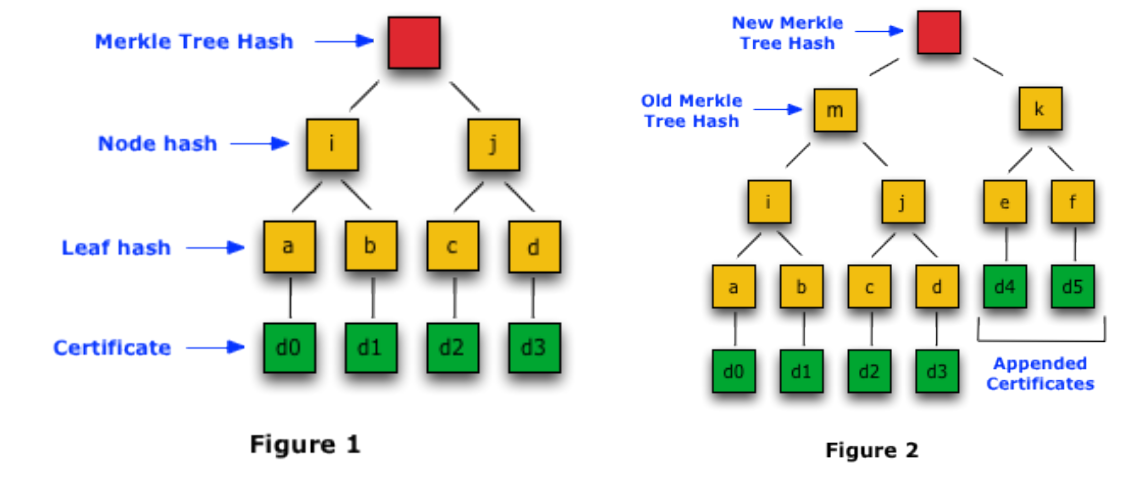 Merkle Tree Hash
Node hash
i
j
Leaf hash
a
b
c
d
Certificate
d0
d1
d2
d3
Figure 1
New Merkle
Tree Hash
Old Merkle
Tree Hash
m
k
i
j
e
f
a
b
c
d
d4
d5
d0
d1
d2
d3
Appended
Certificates
Figure 2